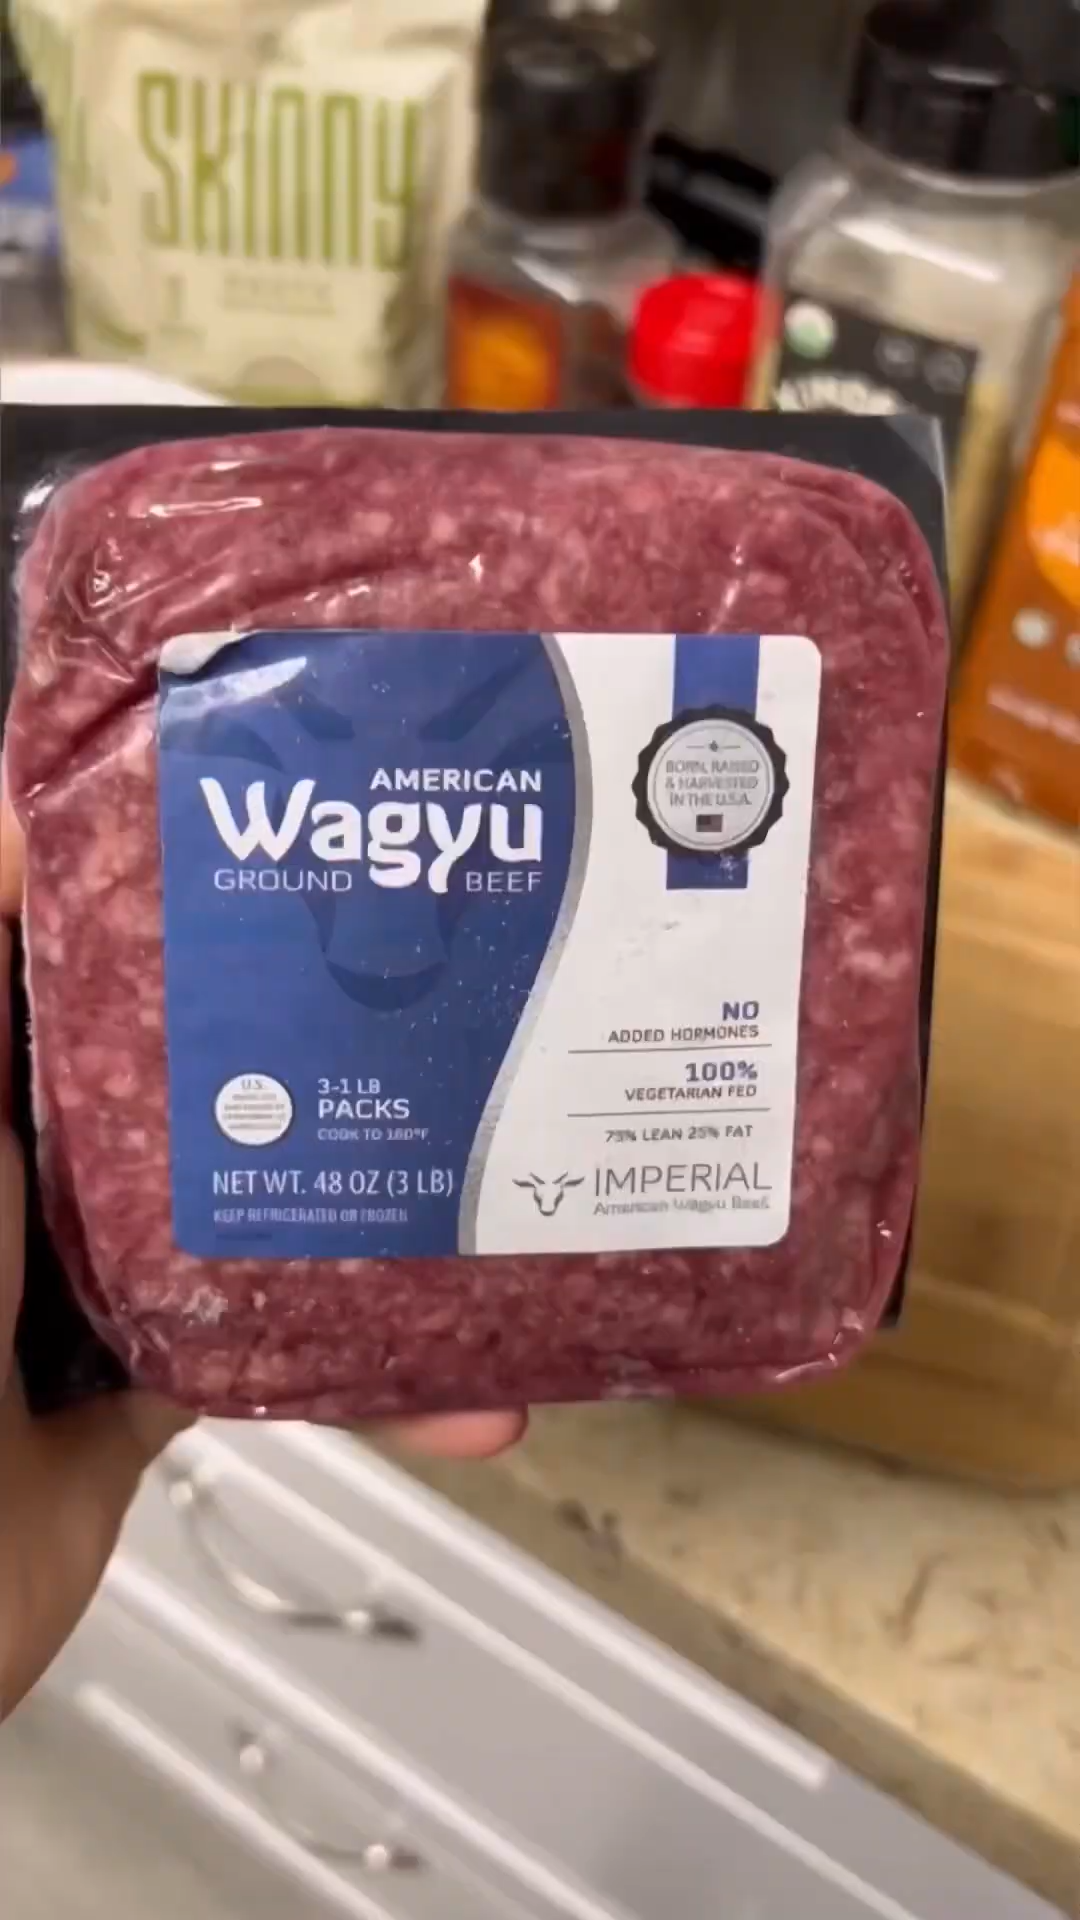 SKINNY
AMERICAN
Wagyu
GROUND BEEF
BORN, RAISED
& HARVESTED
IN THE U.S.A.
NO
ADDED HORMONES
100%
VEGETARIAN FED
75% LEAN 25% FAT
IMPERIAL
American Wagyu Beef
U.S.
3-1 LB
PACKS
COOK TO 160°F
NET WT. 48 OZ (3 LB)
KEEP REFRIGERATED OR FROZEN